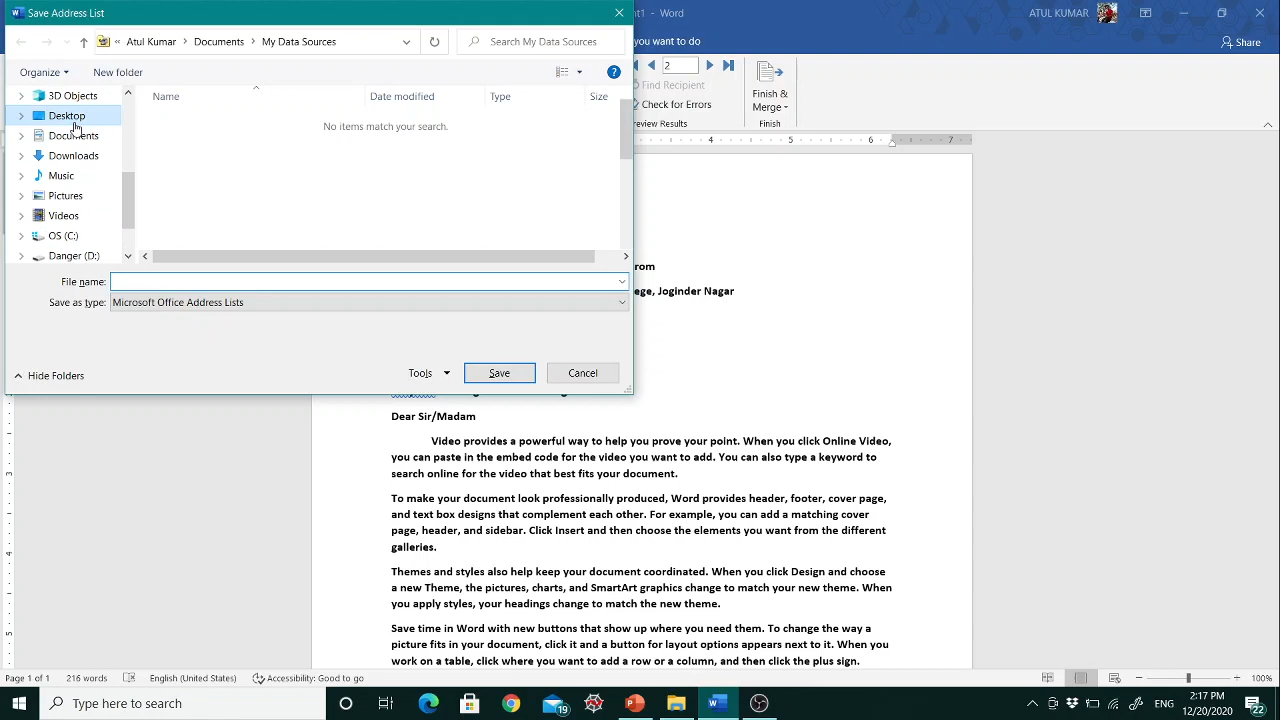 Save Address List
Atul Kumar
Documents
My Data Sources
Search My Data Sources
Organize
New folder
3D Objects
Desktop
Documents
Downloads
Music
Pictures
Videos
OS (C:)
Danger (D:)
Name
Date modified
Type
Size
No items match your search.
File name:
Save as type:
Microsoft Office Address Lists
Hide Folders
Tools
Save
Cancel
1 - Word
ATUL KUMAR
you want to do
Share
2
Find Recipient
Check for Errors
review Results
Finish &
Merge
Finish
4 5 6 7
rom
ege, Joginder Nagar
Dear Sir/Madam
Video provides a powerful way to help you prove your point. When you click Online Video,
you can paste in the embed code for the video you want to add. You can also type a keyword to
search online for the video that best fits your document.
To make your document look professionally produced, Word provides header, footer, cover page,
and text box designs that complement each other. For example, you can add a matching cover
page, header, and sidebar. Click Insert and then choose the elements you want from the different
galleries.
Themes and styles also help keep your document coordinated. When you click Design and choose
a new Theme, the pictures, charts, and SmartArt graphics change to match your new theme. When
you apply styles, your headings change to match the new theme.
Save time in Word with new buttons that show up where you need them. To change the way a
picture fits in your document, click it and a button for layout options appears next to it. When you
work on a table, click where you want to add a row or a column, and then click the plus sign.
Page 1 of 1
216 words
English (United States)
Accessibility: Good to go
100%
Type here to search
19
ENG
2:17 PM
12/20/2020
22